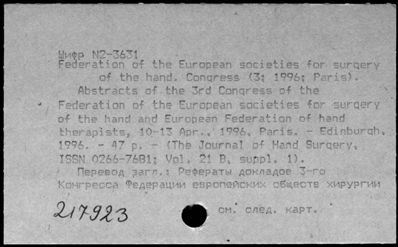 Шифр N2-3631
Federation of the European societies for surgery
of the hand. Congress (3; 1996; Paris).
Abstracts of the 3rd Congress of the
Federation of the European societies for surgery
of the hand and European Federation of hand
therapists, 10-13 Apr., 1996, Paris. - Edinburgh,
1996. - 47 p. - (The Journal of Hand Surgery,
ISSN 0266-7681; Vol. 21 B, suppl. 1).
Перевод загл.: Рефераты докладов 3-го
Конгресса Федерации европейских обществ хирургии
217923
см. след. карт.